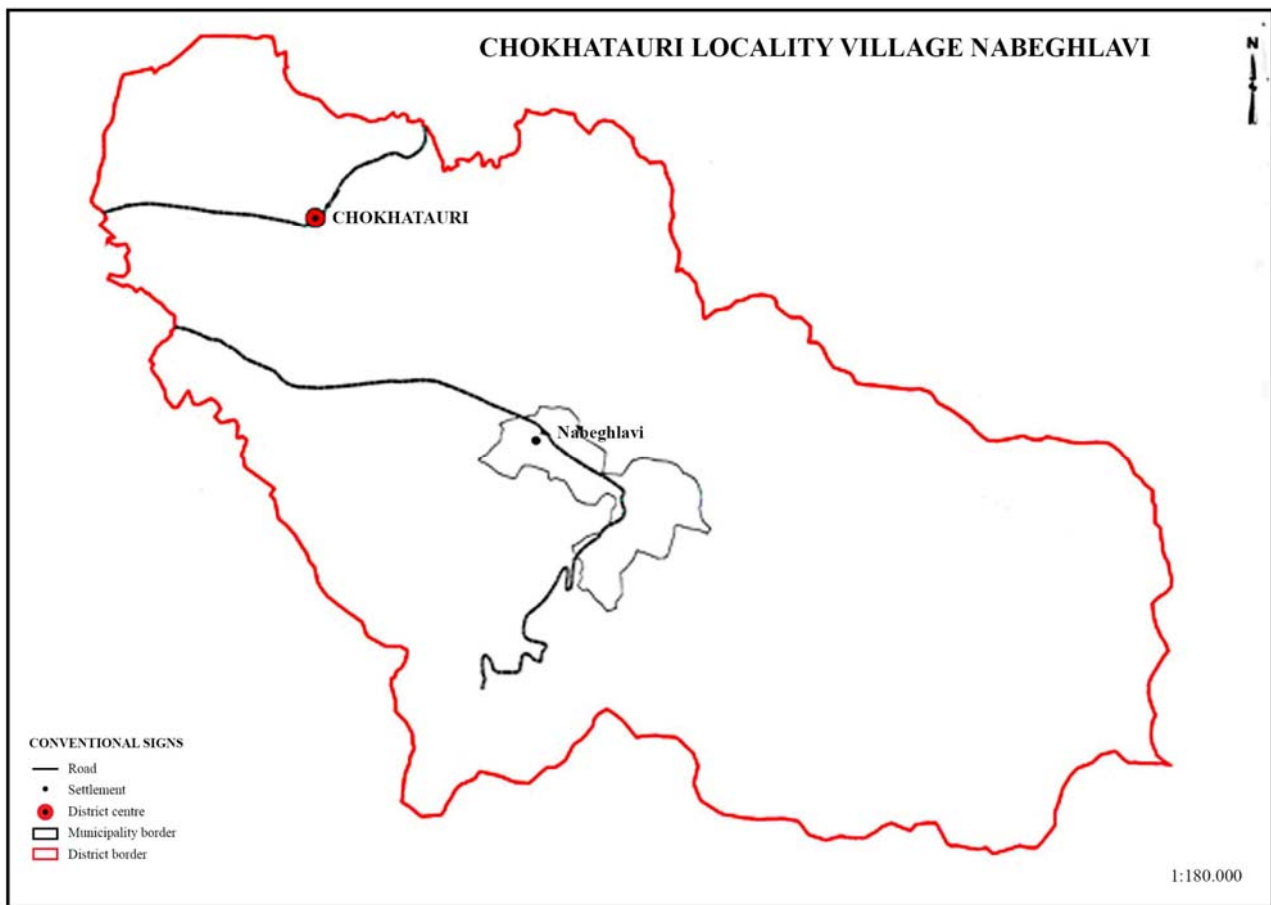 CHOKHATAURI LOCALITY VILLAGE NABEGHLAVI
N
CHOKHATAURI
Nabeghlavi
CONVENTIONAL SIGNS
Road
Settlement
District centre
Municipality border
District border
1:180.000